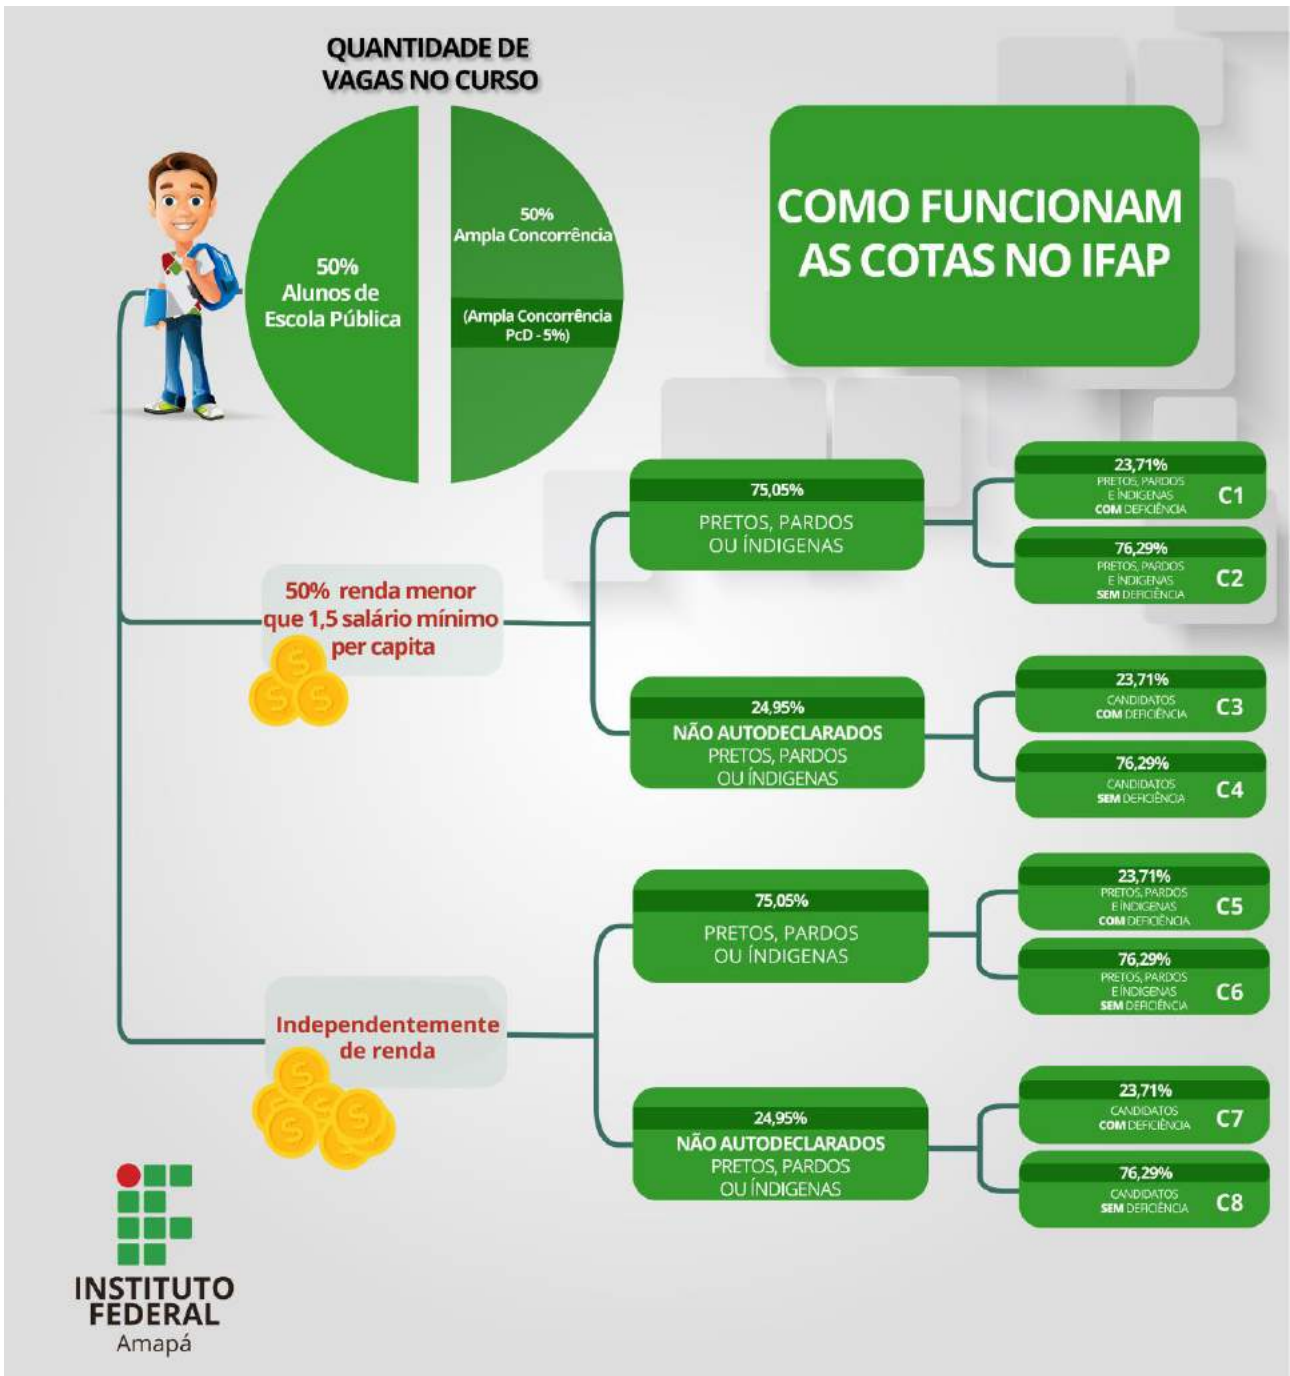 QUANTIDADE DE
VAGAS NO CURSO
50%
Alunos de
Escola Pública
50%
Ampla Concorrência
(Ampla Concorrência
PcD - 5%)
COMO FUNCIONAM
AS COTAS NO IFAP
50% renda menor
que 1,5 salário mínimo
per capita
75,05%
PRETOS, PARDOS
OU ÍNDIGENAS
23,71%
PRETOS, PARDOS
E ÍNDIGENAS
COM DEFICIÊNCIA
C1
76,29%
PRETOS, PARDOS
E ÍNDIGENAS
SEM DEFICIÊNCIA
C2
24,95%
NÃO AUTODECLARADOS
PRETOS, PARDOS
OU ÍNDIGENAS
23,71%
CANDIDATOS
COM DEFICIÊNCIA
C3
76,29%
CANDIDATOS
SEM DEFICIÊNCIA
C4
Independentemente
de renda
75,05%
PRETOS, PARDOS
OU ÍNDIGENAS
23,71%
PRETOS, PARDOS
E ÍNDIGENAS
COM DEFICIÊNCIA
C5
76,29%
PRETOS, PARDOS
E ÍNDIGENAS
SEM DEFICIÊNCIA
C6
24,95%
NÃO AUTODECLARADOS
PRETOS, PARDOS
OU ÍNDIGENAS
23,71%
CANDIDATOS
COM DEFICIÊNCIA
C7
76,29%
CANDIDATOS
SEM DEFICIÊNCIA
C8
INSTITUTO
FEDERAL
Amapá